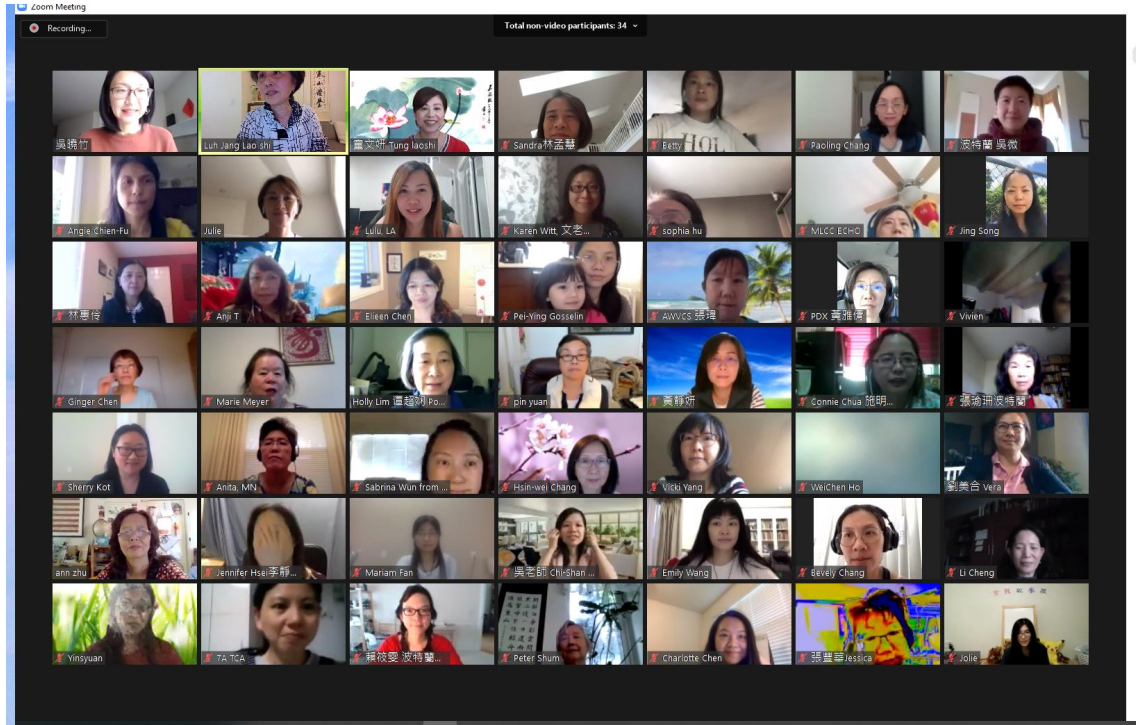 Zoom Meeting
Recording...
Total non-video participants: 34
吳曉竹
Luh Jang Lao shi
童文妍 Tung laoshi
Sandra林孟慧
Betty
HOL
Paoling Chang
波特蘭 吳微
Angie Chien-Fu
Julie
Lulu, LA
Karen Witt, 文老...
sophia hu
MLCC ECHO
Jing Song
林惠伶
Anji T
Elleen Chen
Pei-Ying Gosselin
AWVCS 張瑋
PDX 黃雅倩
Vivien
Ginger Chen
Marie Meyer
Holly Lim
pin yuan
黃靜妍
Connie Chua 施明...
張瑜珊波特蘭
Sherry Kot
Anita, MN
Sabrina Wun from ...
Hsin-wei Chang
Vicki Yang
WeiChen Ho
劉美合 Vera
ann zhu
Jennifer Hsei李靜...
Mariam Fan
吳老師 Chi-Shan ...
Emily Wang
Bevely Chang
Li Cheng
Yinsyuan
TA TCA
賴筱雯 波特蘭...
Peter Shum
Charlotte Chen
張豐華Jessica
Jolie